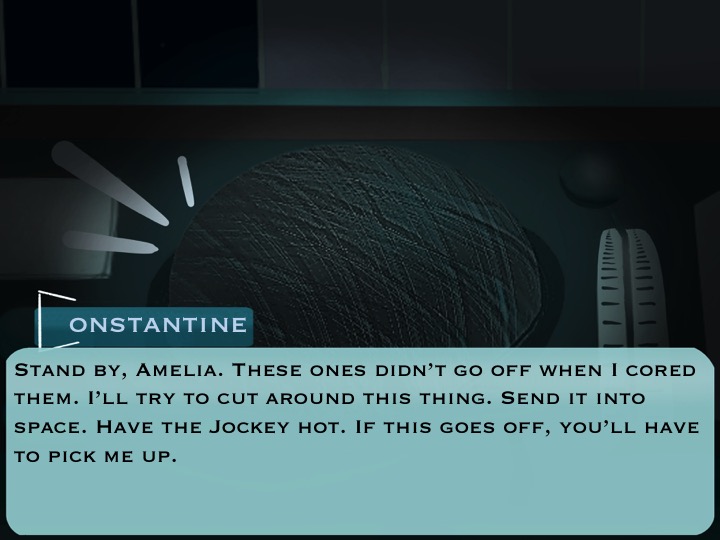 CONSTANTINE
STAND BY, AMELIA. THESE ONES DIDN'T GO OFF WHEN I CORED
THEM. I'LL TRY TO CUT AROUND THIS THING. SEND IT INTO
SPACE. HAVE THE JOCKEY HOT. IF THIS GOES OFF, YOU'LL HAVE
TO PICK ME UP.